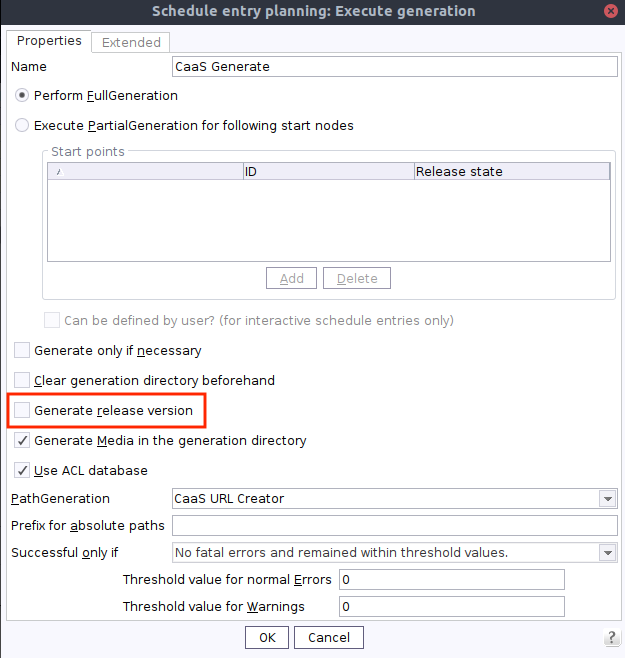 Schedule entry planning: Execute generation
Properties
Extended
Name
CaaS Generate
Perform FullGeneration
Execute PartialGeneration for following start nodes
Start points
ID
Release state
Add
Delete
Can be defined by user? (for interactive schedule entries only)
Generate only if necessary
Clear generation directory beforehand
Generate release version
Generate Media in the generation directory
Use ACL database
PathGeneration
CaaS URL Creator
Prefix for absolute paths
Successful only if
No fatal errors and remained within threshold values.
Threshold value for normal Errors
0
Threshold value for Warnings
0
OK
Cancel
?